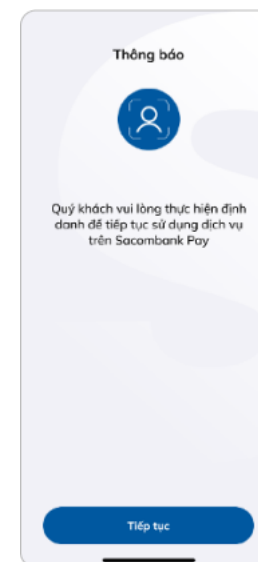 Thông báo
Quý khách vui lòng thực hiện định
danh để tiếp tục sử dụng dịch vụ
trên Sacombank Pay
Tiếp tục